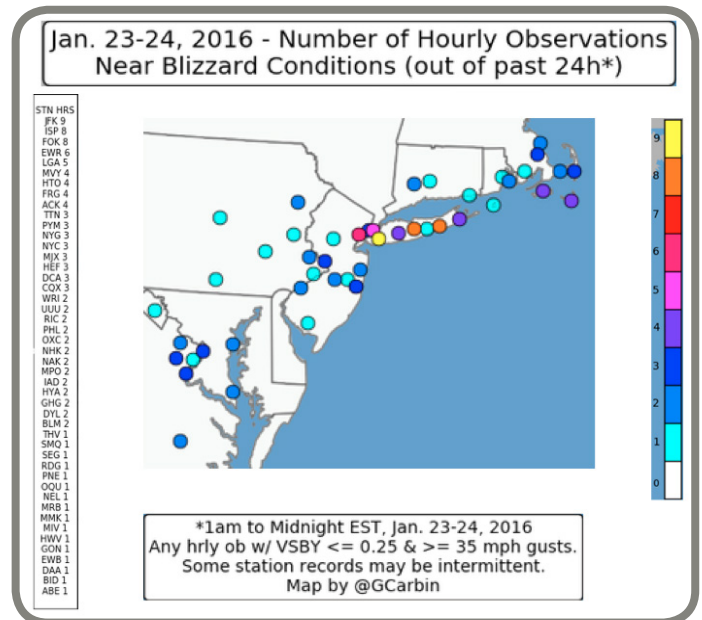 Jan. 23-24, 2016 - Number of Hourly Observations
Near Blizzard Conditions (out of past 24h*)
STN HRS
JFK 9
ISP 8
FOK 8
EWR 6
LGA 5
MVY 4
HTO 4
FRG 4
ACK 4
TTN 3
PYM 3
NYG 3
NYC 3
MJX 3
HEF 3
DCA 3
CQX 3
WRI 2
UUU 2
RIC 2
PHL 2
OXC 2
NHK 2
NAK 2
MPO 2
IAD 2
HYA 2
GHG 2
DYL 2
BLM 2
THV 1
SMQ 1
SEG 1
RDG 1
PNE 1
OQU 1
NEL 1
MRB 1
MMK 1
MIV 1
HWV 1
GON 1
EWB 1
DAA 1
BID 1
ABE 1
9
8
7
6
5
4
3
2
1
0
*1am to Midnight EST, Jan. 23-24, 2016
Any hrly ob w/ VSBY <= 0.25 & >= 35 mph gusts.
Some station records may be intermittent.
Map by @GCarbin